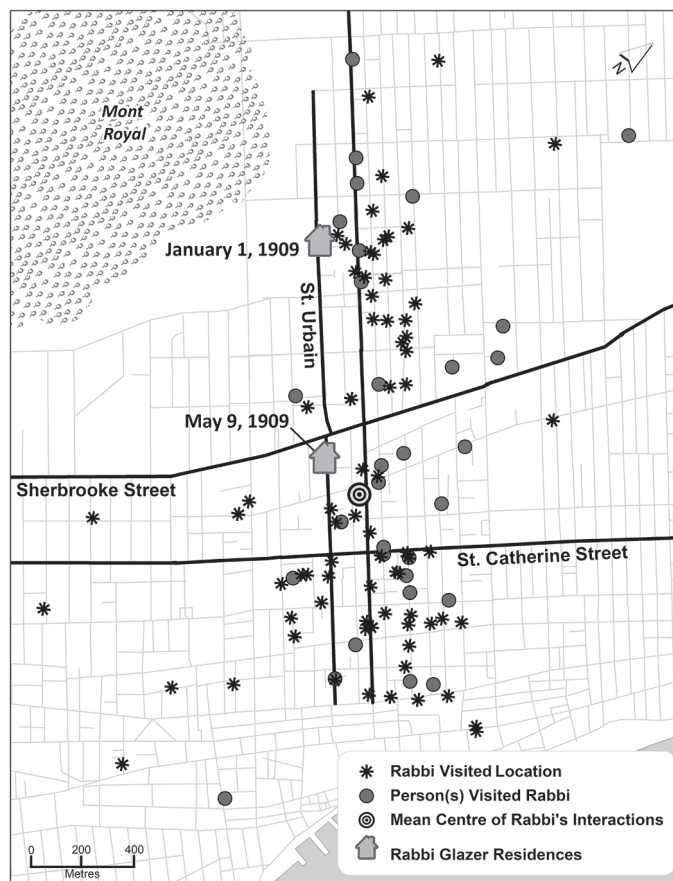 Mont
Royal
N
January 1, 1909
St. Urbain
May 9, 1909
Sherbrooke Street
St. Catherine Street
Rabbi Visited Location
Person(s) Visited Rabbi
Mean Centre of Rabbi's Interactions
Rabbi Glazer Residences
0 200 400
Metres